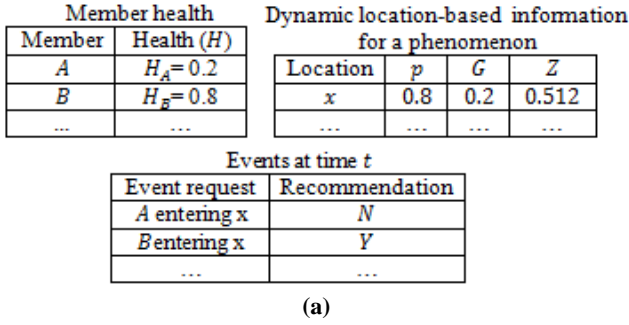 Member health
Member Health (H)
A H_A= 0.2
B H_B= 0.8
... ...
Dynamic location-based information
for a phenomenon
Location p G Z
x 0.8 0.2 0.512
... ... ... ...
Events at time t
Event request Recommendation
A entering x N
B entering x Y
... ...
(a)